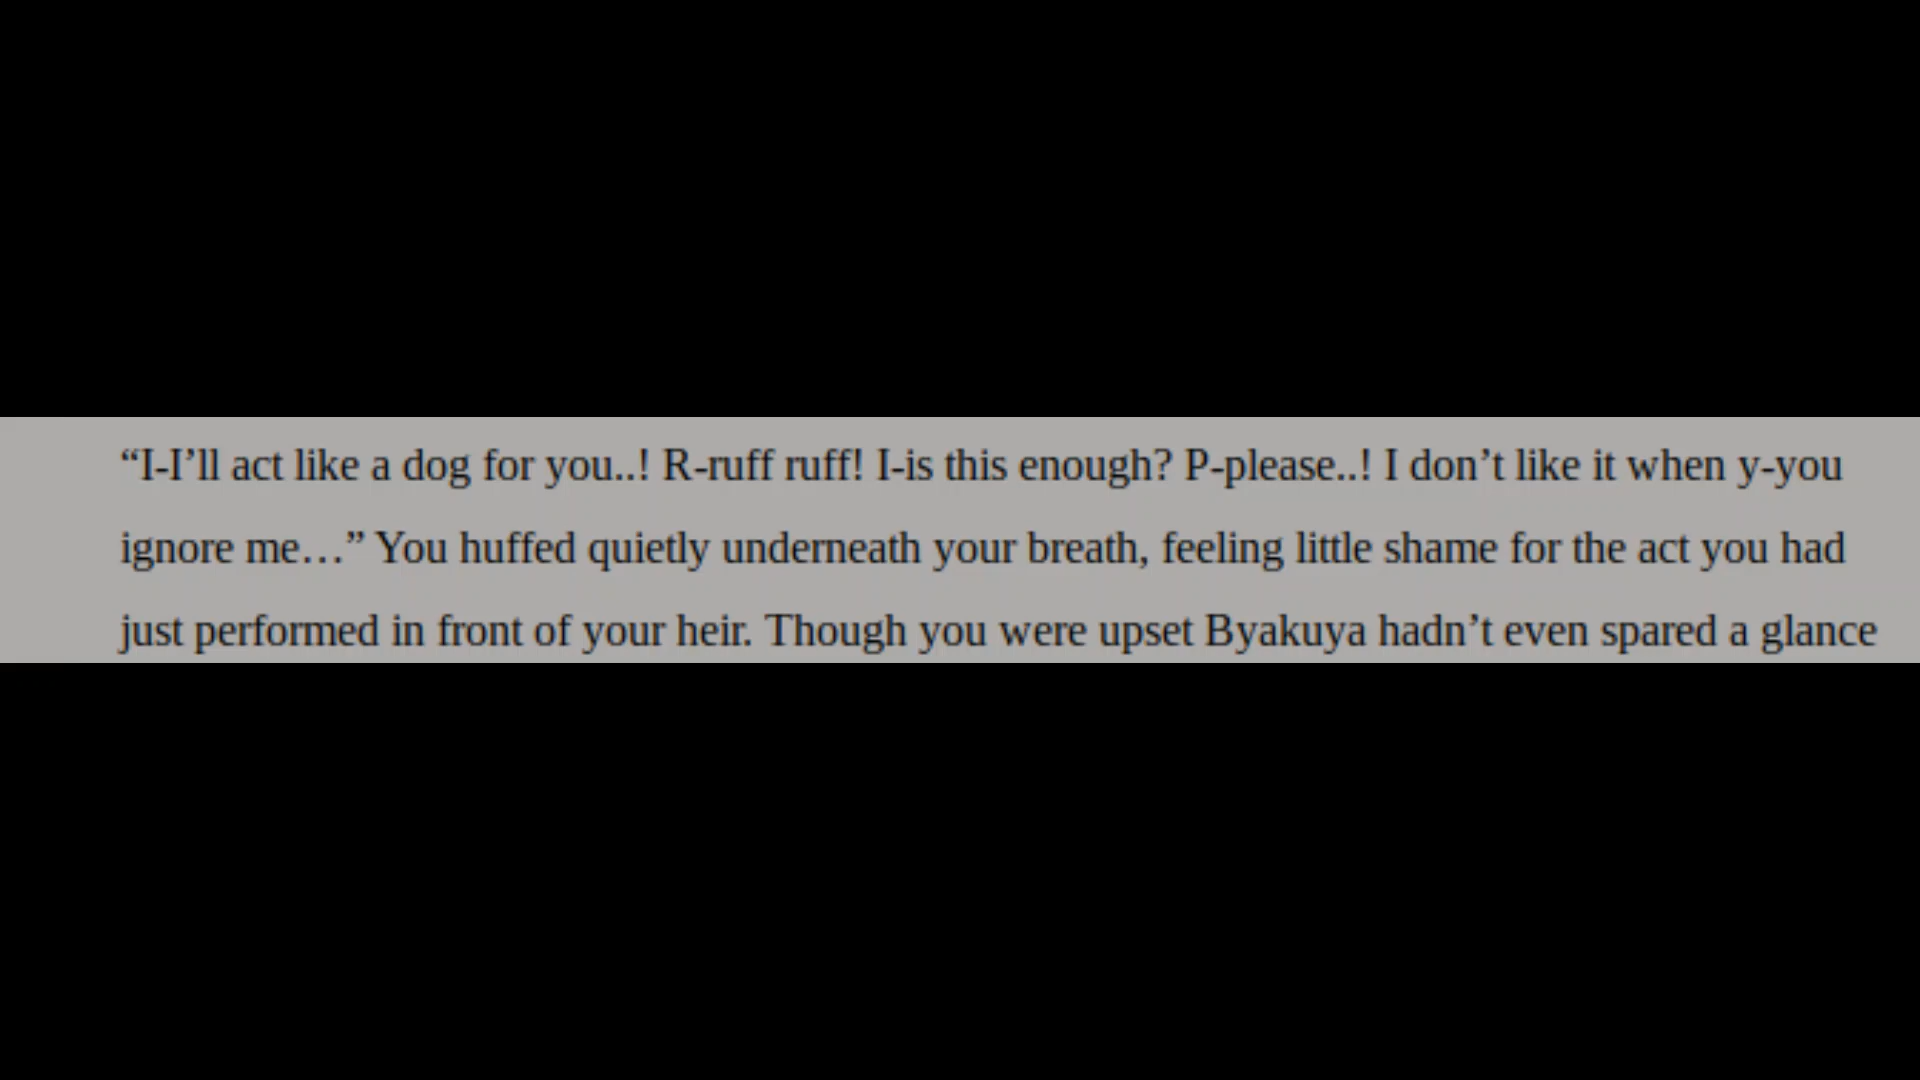 “I-I’ll act like a dog for you..! R-ruff ruff! I-is this enough? P-please..! I don’t like it when y-you
ignore me…” You huffed quietly underneath your breath, feeling little shame for the act you had
just performed in front of your heir. Though you were upset Byakuya hadn’t even spared a glance